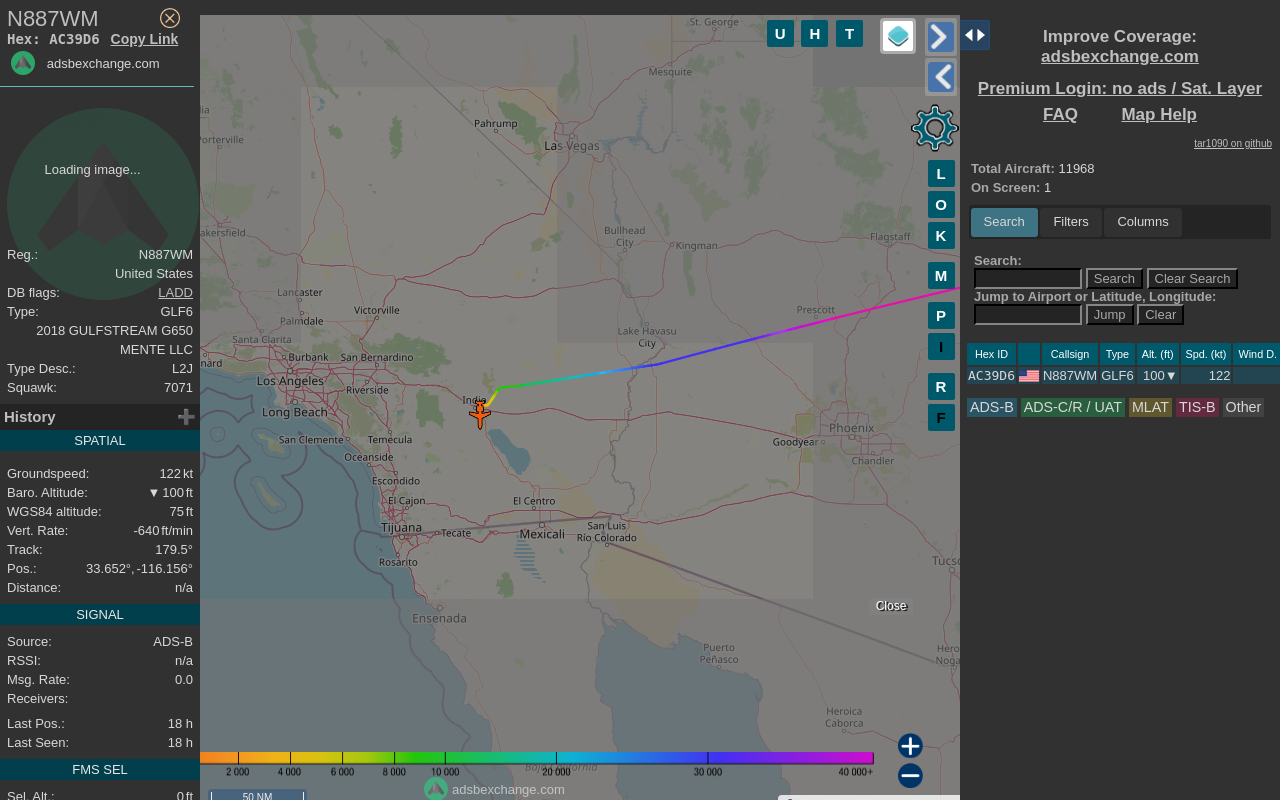 N887WM
Hex: AC39D6 Copy Link
adsbexchange.com
Loading image...
Reg.: N887WM
United States
DB flags: LADD
Type: GLF6
2018 GULFSTREAM G650
MENTE LLC
Type Desc.: L2J
Squawk: 7071
History
SPATIAL
Groundspeed: 122 kt
Baro. Altitude: ▼ 100 ft
WGS84 altitude: 75 ft
Vert. Rate: -640 ft/min
Track: 179.5°
Pos.: 33.652°, -116.156°
Distance: n/a
SIGNAL
Source: ADS-B
RSSI: n/a
Msg. Rate: 0.0
Receivers:
Last Pos.: 18 h
Last Seen: 18 h
FMS SEL
Sel. Alt.: 0 ft
U H T
L
O
K
M
P
I
R
F
St. George
Mesquite
Pahrump
Las Vegas
Porterville
Bullhead
City
Kingman
Flagstaff
Lancaster
Palmdale
Victorville
Prescott
Santa Clarita
Lake Havasu
City
Burbank
San Bernardino
Los Angeles
Riverside
Indio
Long Beach
San Clemente
Temecula
Goodyear
Phoenix
Oceanside
Chandler
Escondido
El Cajon
El Centro
Tijuana
Tecate
Mexicali
San Luis
Río Colorado
Rosarito
Ensenada
Puerto
Peñasco
Heroica
Caborca
Close
2 000 4 000 6 000 8 000 10 000 20 000 30 000 40 000+
Baja California
adsbexchange.com
50 NM
Improve Coverage:
adsbexchange.com
Premium Login: no ads / Sat. Layer
FAQ Map Help
tar1090 on github
Total Aircraft: 11968
On Screen: 1
Search Filters Columns
Search:
Search Clear Search
Jump to Airport or Latitude, Longitude:
Jump Clear
Hex ID Callsign Type Alt. (ft) Spd. (kt) Wind D.
AC39D6 N887WM GLF6 100▼ 122
ADS-B ADS-C/R / UAT MLAT TIS-B Other